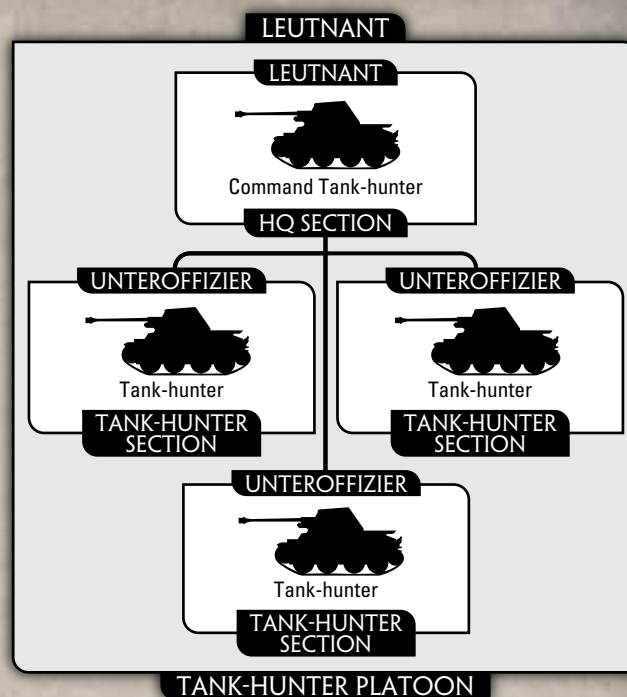 LEUTNANT
LEUTNANT
Command Tank-hunter
HQ SECTION
UNTEROFFIZIER
Tank-hunter
TANK-HUNTER
SECTION
UNTEROFFIZIER
Tank-hunter
TANK-HUNTER
SECTION
UNTEROFFIZIER
Tank-hunter
TANK-HUNTER
SECTION
TANK-HUNTER PLATOON